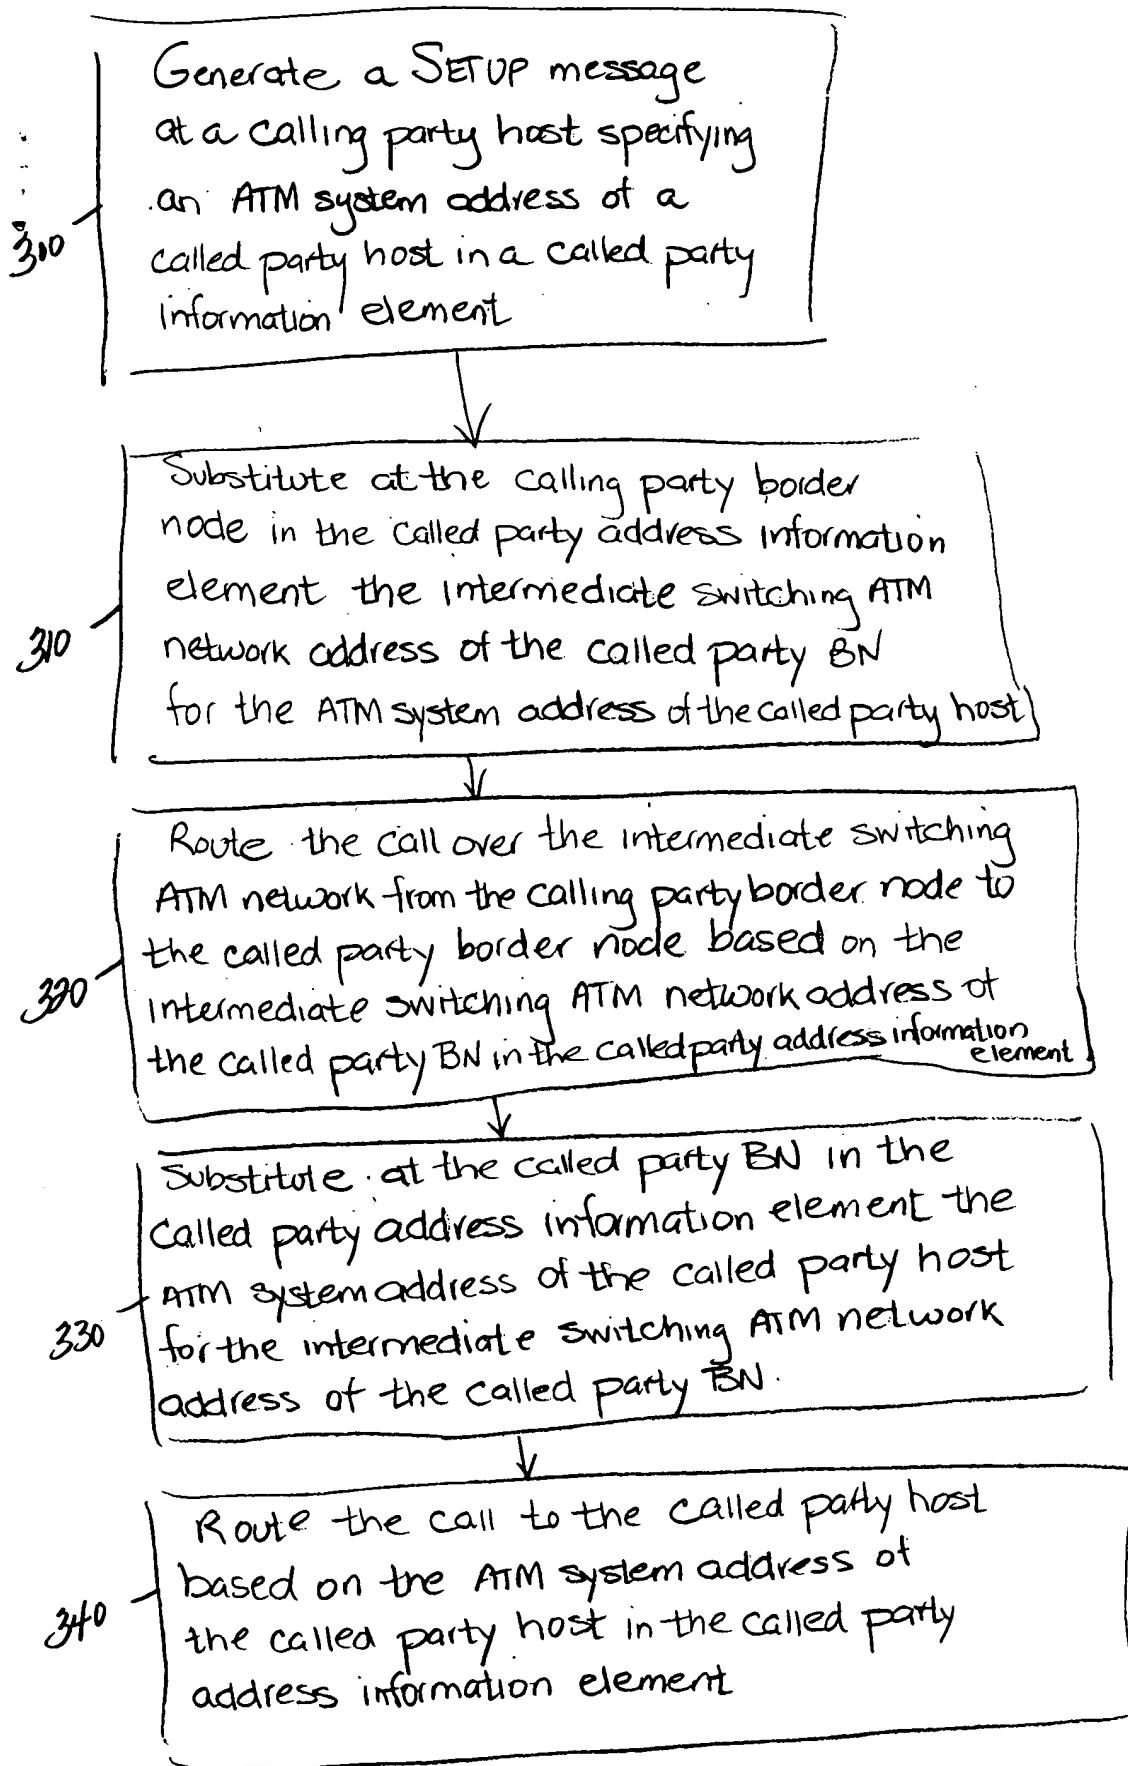 Generate a SETUP message
at a calling party host specifying
an ATM system address of a
300
called party host in a called party
information element
Substitute at the calling party border
node in the called party address information
element the intermediate switching ATM
310
network address of the called party BN
for the ATM system address of the called party host
Route the call over the intermediate switching
ATM network from the calling party border node to
the called party border node based on the
320
intermediate switching ATM network address of
the called party BN in the called party address information
element
Substitute at the called party BN in the
called party address information element the
ATM system address of the called party host
330
for the intermediate switching ATM network
address of the called party BN.
Route the call to the called party host
based on the ATM system address of
340
the called party host in the called party
address information element